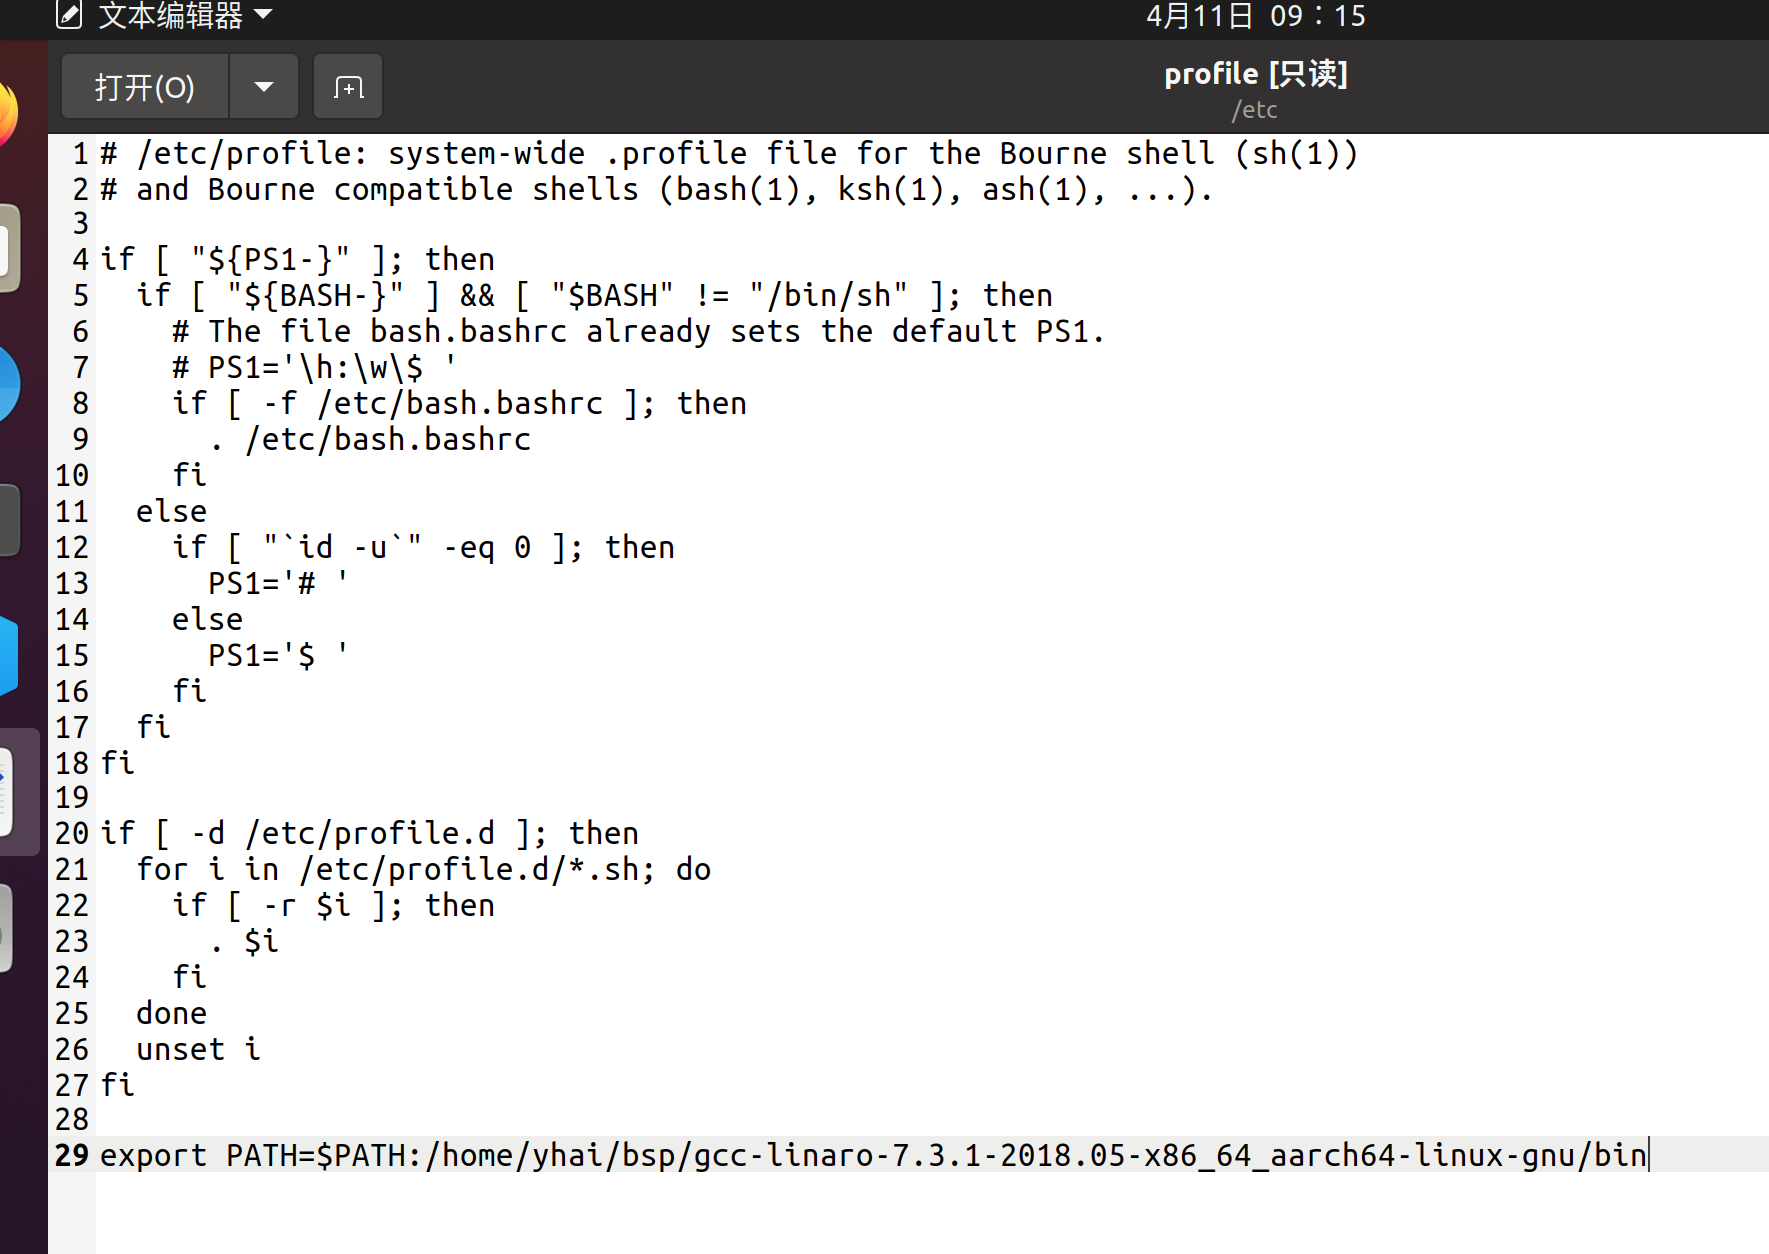 文本编辑器
4月11日 09：15
打开(O)
profile [只读]
/etc
1 # /etc/profile: system-wide .profile file for the Bourne shell (sh(1))
2 # and Bourne compatible shells (bash(1), ksh(1), ash(1), ...).
3
4 if [ "${PS1-}" ]; then
5   if [ "${BASH-}" ] && [ "$BASH" != "/bin/sh" ]; then
6     # The file bash.bashrc already sets the default PS1.
7     # PS1='\h:\w\$ '
8     if [ -f /etc/bash.bashrc ]; then
9       . /etc/bash.bashrc
10     fi
11   else
12     if [ "`id -u`" -eq 0 ]; then
13       PS1='# '
14     else
15       PS1='$ '
16     fi
17   fi
18 fi
19
20 if [ -d /etc/profile.d ]; then
21   for i in /etc/profile.d/*.sh; do
22     if [ -r $i ]; then
23       . $i
24     fi
25   done
26   unset i
27 fi
28
29 export PATH=$PATH:/home/yhai/bsp/gcc-linaro-7.3.1-2018.05-x86_64_aarch64-linux-gnu/bin